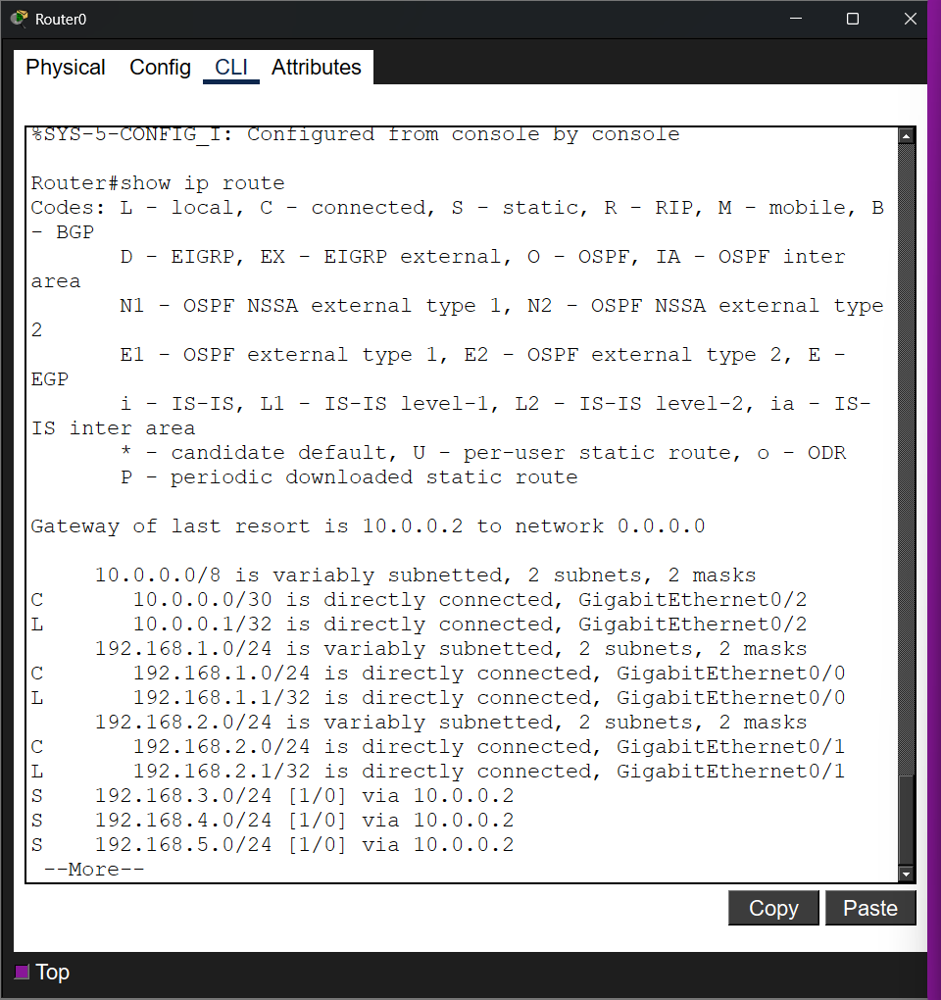 Router0
Physical Config CLI Attributes
%SYS-5-CONFIG_I: Configured from console by console
Router#show ip route
Codes: L - local, C - connected, S - static, R - RIP, M - mobile, B
- BGP
D - EIGRP, EX - EIGRP external, O - OSPF, IA - OSPF inter
area
N1 - OSPF NSSA external type 1, N2 - OSPF NSSA external type
2
E1 - OSPF external type 1, E2 - OSPF external type 2, E -
EGP
i - IS-IS, L1 - IS-IS level-1, L2 - IS-IS level-2, ia - IS-
IS inter area
* - candidate default, U - per-user static route, o - ODR
P - periodic downloaded static route
Gateway of last resort is 10.0.0.2 to network 0.0.0.0
10.0.0.0/8 is variably subnetted, 2 subnets, 2 masks
C 10.0.0.0/30 is directly connected, GigabitEthernet0/2
L 10.0.0.1/32 is directly connected, GigabitEthernet0/2
192.168.1.0/24 is variably subnetted, 2 subnets, 2 masks
C 192.168.1.0/24 is directly connected, GigabitEthernet0/0
L 192.168.1.1/32 is directly connected, GigabitEthernet0/0
192.168.2.0/24 is variably subnetted, 2 subnets, 2 masks
C 192.168.2.0/24 is directly connected, GigabitEthernet0/1
L 192.168.2.1/32 is directly connected, GigabitEthernet0/1
S 192.168.3.0/24 [1/0] via 10.0.0.2
S 192.168.4.0/24 [1/0] via 10.0.0.2
S 192.168.5.0/24 [1/0] via 10.0.0.2
--More--
Copy Paste
Top